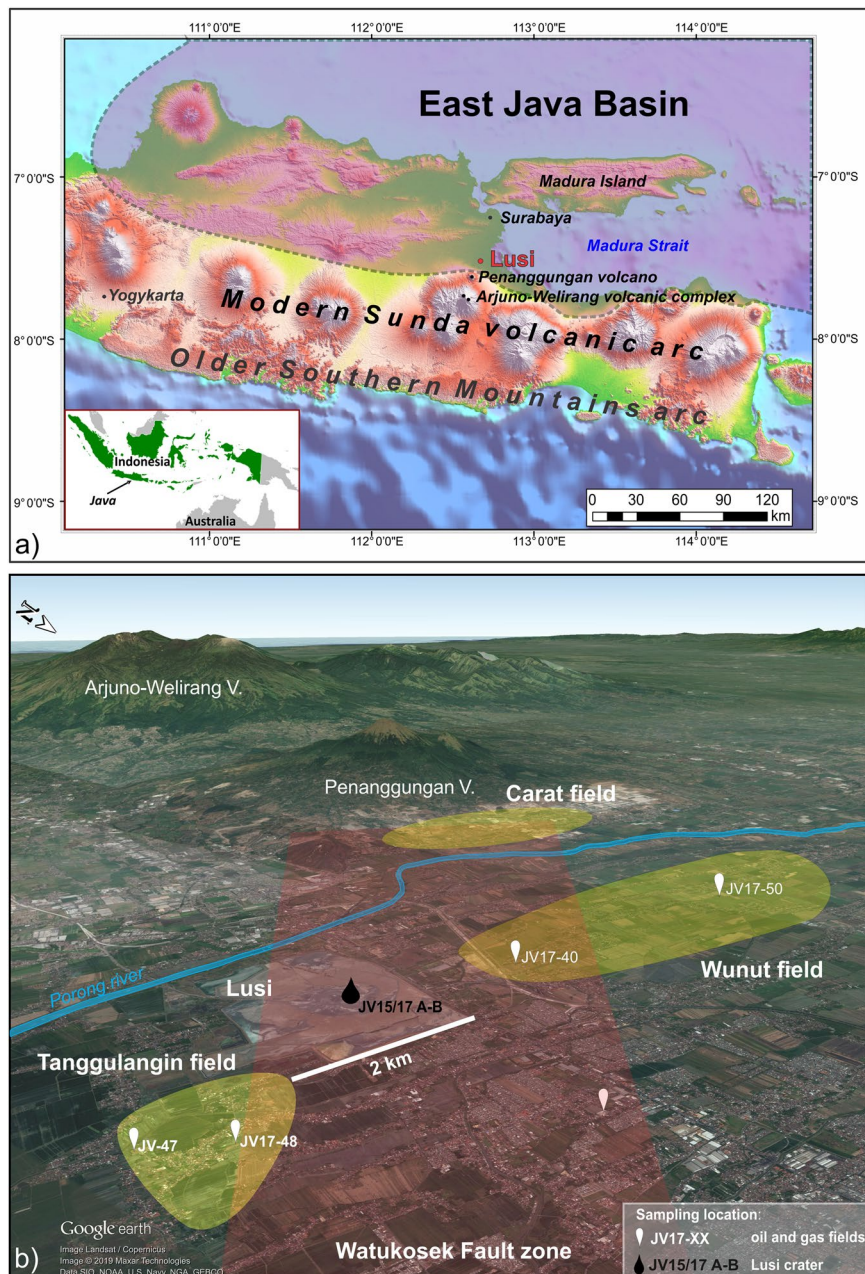 111°0'0"E 112°0'0"E 113°0'0"E 114°0'0"E
East Java Basin
7°0'0"S
7°0'0"S
Madura Island
Surabaya
Madura Strait
Lusi
Penanggungan volcano
Arjuno-Welirang volcanic complex
Yogykarta
Modern Sunda volcanic arc
8°0'0"S
8°0'0"S
Older Southern Mountains arc
Indonesia
Java
Australia
0 30 60 90 120
km
9°0'0"S
9°0'0"S
111°0'0"E 112°0'0"E 113°0'0"E 114°0'0"E
a)
N
Arjuno-Welirang V.
Penanggungan V.
Carat field
JV17-50
JV17-40
Wunut field
Porong river
Lusi
JV15/17 A-B
2 km
Tanggulangin field
JV-47
JV17-48
Google earth
Image Landsat / Copernicus
Image © 2019 Maxar Technologies
Data SIO, NOAA, U.S. Navy, NGA, GEBCO
Watukosek Fault zone
Sampling location:
JV17-XX oil and gas fields
JV15/17 A-B Lusi crater
b)